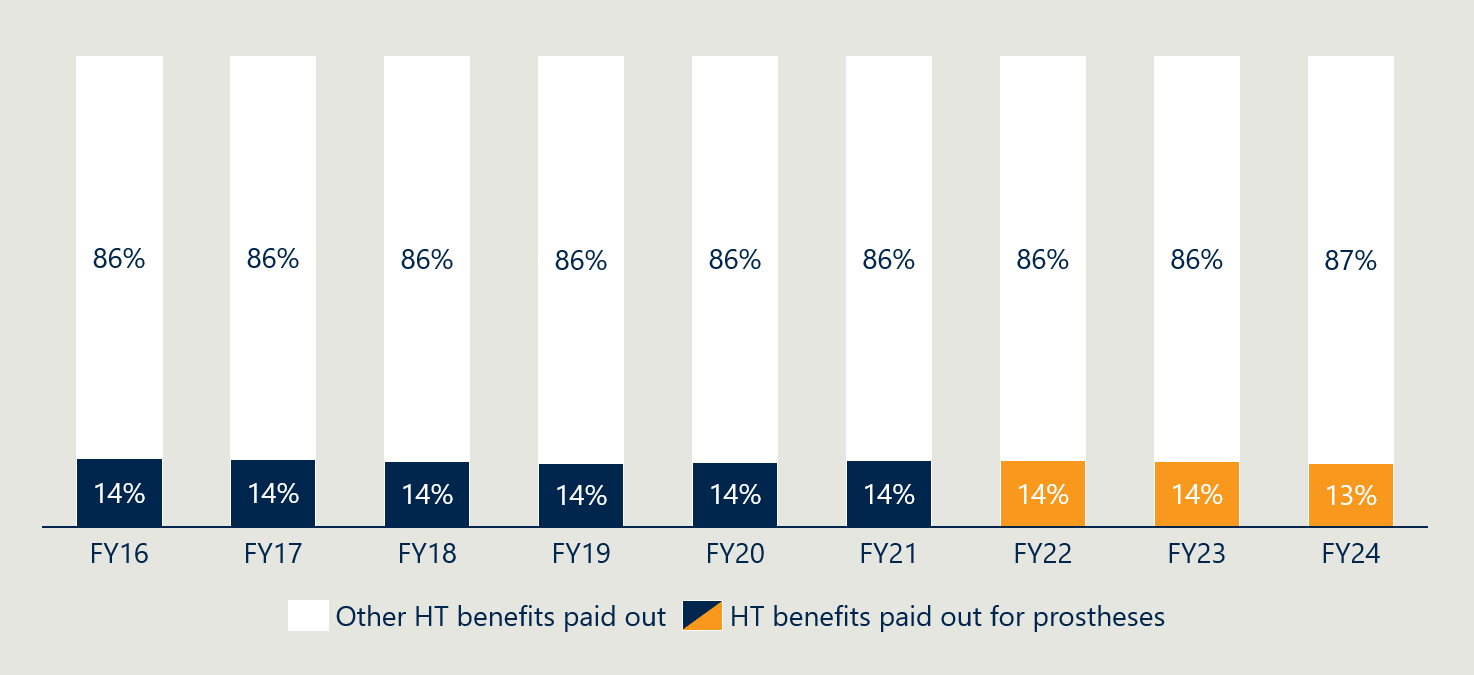 86% 86% 86% 86% 86% 86% 86% 86% 87%
14% 14% 14% 14% 14% 14% 14% 14% 13%
FY16 FY17 FY18 FY19 FY20 FY21 FY22 FY23 FY24
Other HT benefits paid out HT benefits paid out for prostheses